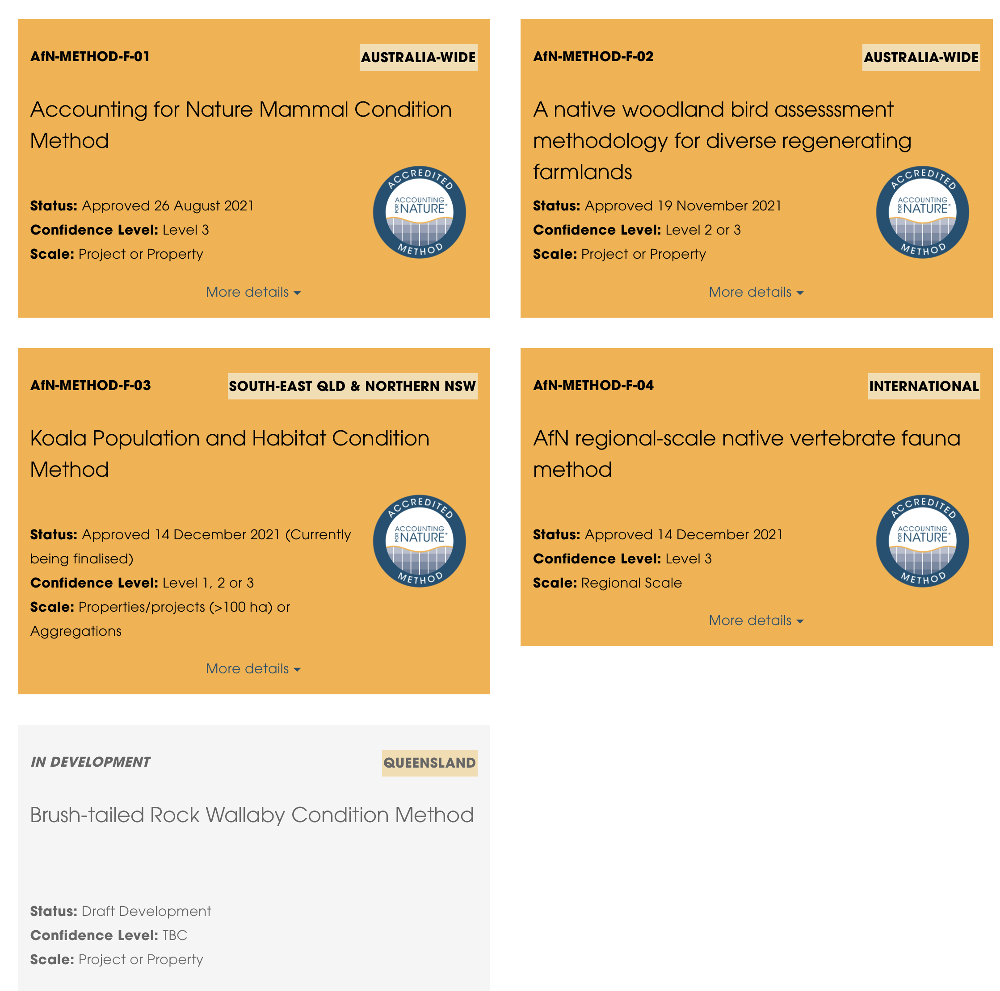 AfN-METHOD-F-01
AUSTRALIA-WIDE
Accounting for Nature Mammal Condition
Method
Status: Approved 26 August 2021
Confidence Level: Level 3
Scale: Project or Property
ACCREDITED
ACCOUNTING
FOR NATURE®
METHOD
More details
AfN-METHOD-F-02
AUSTRALIA-WIDE
A native woodland bird assesssment
methodology for diverse regenerating
farmlands
Status: Approved 19 November 2021
Confidence Level: Level 2 or 3
Scale: Project or Property
ACCREDITED
ACCOUNTING
FOR NATURE®
METHOD
More details
AfN-METHOD-F-03
SOUTH-EAST QLD & NORTHERN NSW
Koala Population and Habitat Condition
Method
Status: Approved 14 December 2021 (Currently
being finalised)
Confidence Level: Level 1, 2 or 3
Scale: Properties/projects (>100 ha) or
Aggregations
ACCREDITED
ACCOUNTING
FOR NATURE®
METHOD
More details
AfN-METHOD-F-04
INTERNATIONAL
AfN regional-scale native vertebrate fauna
method
Status: Approved 14 December 2021
Confidence Level: Level 3
Scale: Regional Scale
ACCREDITED
ACCOUNTING
FOR NATURE®
METHOD
More details
IN DEVELOPMENT
QUEENSLAND
Brush-tailed Rock Wallaby Condition Method
Status: Draft Development
Confidence Level: TBC
Scale: Project or Property